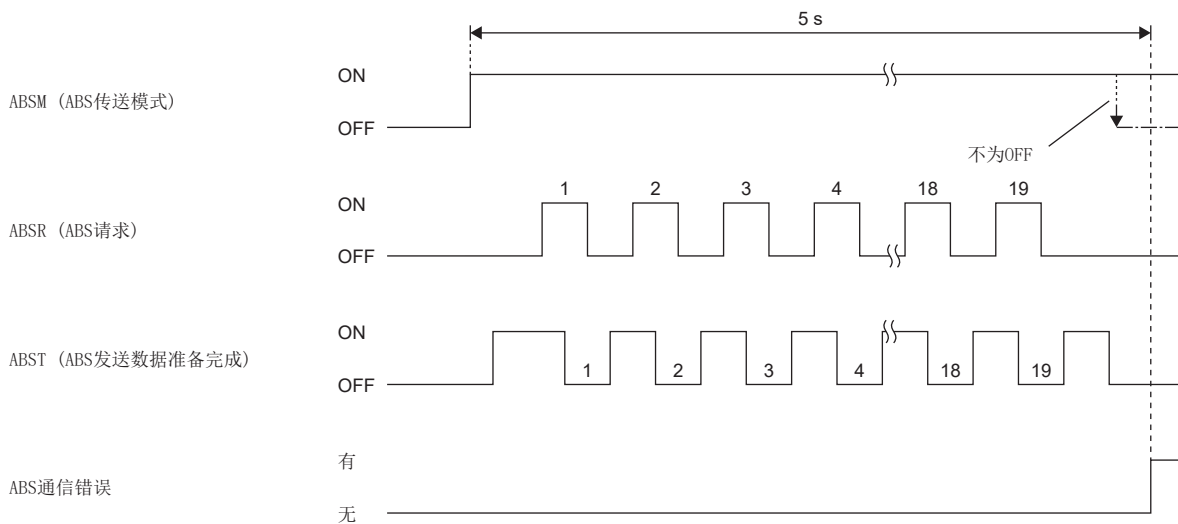 5 s
ABSM (ABS传送模式)
ON
OFF
不为OFF
ABSR (ABS请求)
ON
OFF
1 2 3 4 18 19
ABST (ABS发送数据准备完成)
ON
OFF
1 2 3 4 18 19
ABS通信错误
有
无